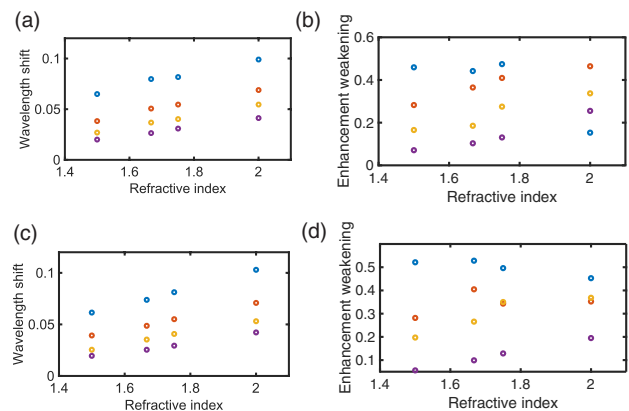 (a)
Wavelength shift
0.1
0.05
0
1.4
1.6
1.8
2
Refractive index
(b)
Enhancement weakening
0.6
0.4
0.2
0
1.4
1.6
1.8
2
Refractive index
(c)
Wavelength shift
0.1
0.05
0
1.4
1.6
1.8
2
Refractive index
(d)
Enhancement weakening
0.5
0.4
0.3
0.2
0.1
1.4
1.6
1.8
2
Refractive index